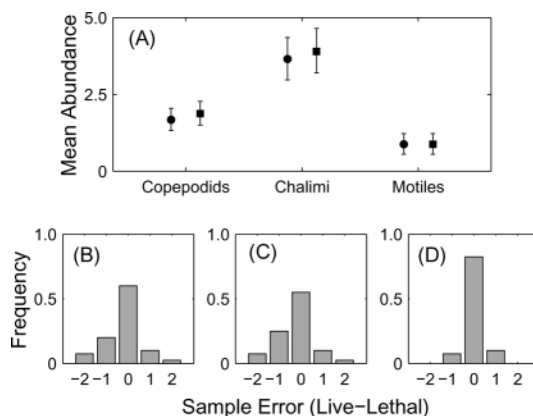 (A)
Mean Abundance
5.0
2.5
0
Copepodids Chalimi Motiles
Frequency
1.0
0.5
0
(B)
−2 −1 0 1 2
1.0
0.5
0
(C)
−2 −1 0 1 2
1.0
0.5
0
(D)
−2 −1 0 1 2
Sample Error (Live−Lethal)